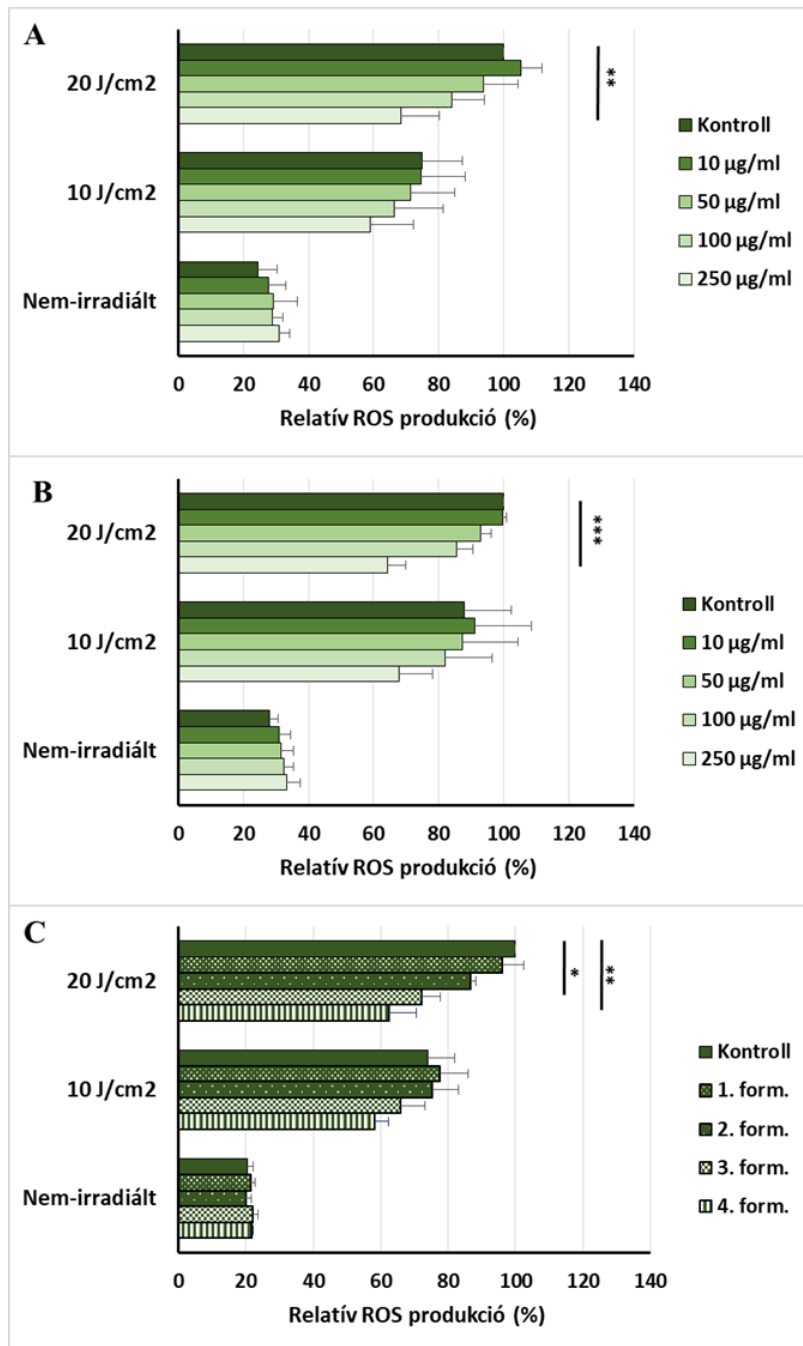 A
20 J/cm2
10 J/cm2
Nem-irradiált
**
Kontroll
10 µg/ml
50 µg/ml
100 µg/ml
250 µg/ml
0 20 40 60 80 100 120 140
Relatív ROS produkció (%)
B
20 J/cm2
10 J/cm2
Nem-irradiált
***
Kontroll
10 µg/ml
50 µg/ml
100 µg/ml
250 µg/ml
0 20 40 60 80 100 120 140
Relatív ROS produkció (%)
C
20 J/cm2
10 J/cm2
Nem-irradiált
* **
Kontroll
1. form.
2. form.
3. form.
4. form.
0 20 40 60 80 100 120 140
Relatív ROS produkció (%)